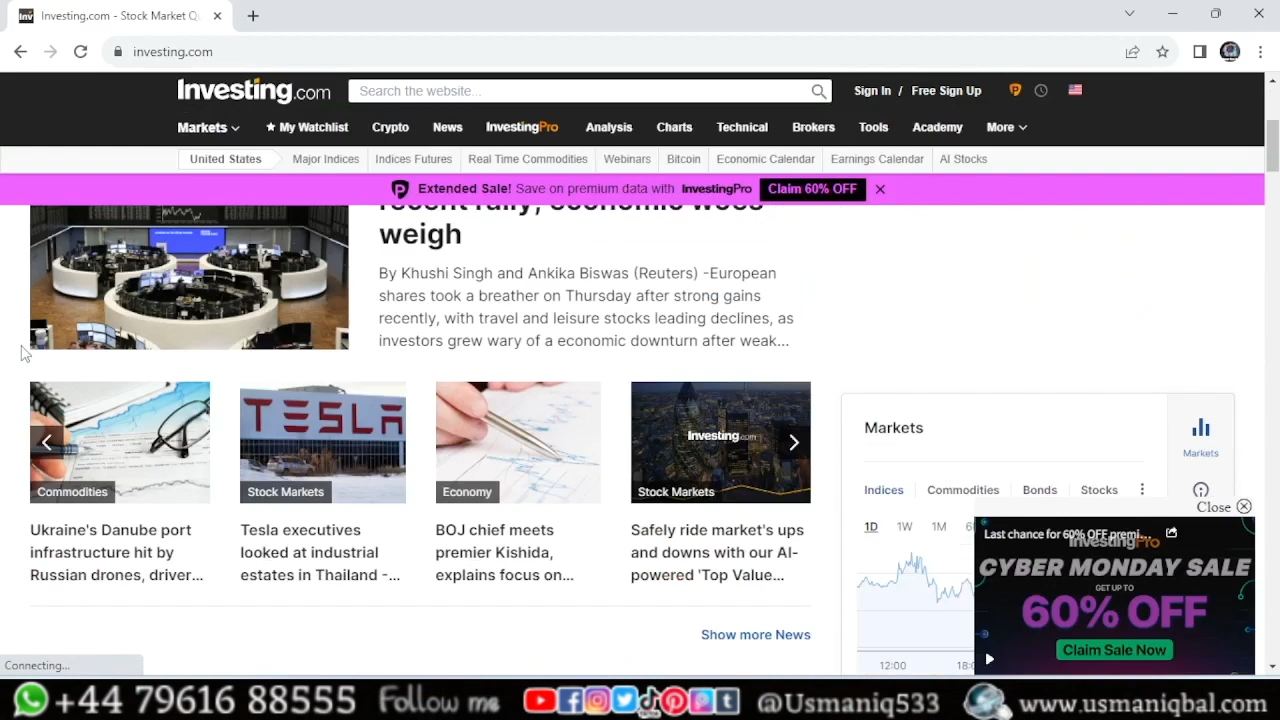 Investing.com - Stock Market Q
investing.com
Investing.com
Search the website...
Sign In / Free Sign Up
Markets
My Watchlist
Crypto
News
InvestingPro
Analysis
Charts
Technical
Brokers
Tools
Academy
More
United States
Major Indices
Indices Futures
Real Time Commodities
Webinars
Bitcoin
Economic Calendar
Earnings Calendar
AI Stocks
Extended Sale! Save on premium data with InvestingPro Claim 60% OFF
recent rally, economic woes
weigh
By Khushi Singh and Ankika Biswas (Reuters) -European
shares took a breather on Thursday after strong gains
recently, with travel and leisure stocks leading declines, as
investors grew wary of a economic downturn after weak...
Commodities
Ukraine's Danube port
infrastructure hit by
Russian drones, driver...
TESLA
Stock Markets
Tesla executives
looked at industrial
estates in Thailand -...
Economy
BOJ chief meets
premier Kishida,
explains focus on...
Investing.com
Stock Markets
Safely ride market's ups
and downs with our AI-
powered 'Top Value...
Show more News
Markets
Markets
Indices
Commodities
Bonds
Stocks
1D
1W
1M
12:00
18:
Close
Last chance for 60% OFF premi...
InvestingPro
CYBER MONDAY SALE
GET UP TO
60% OFF
Claim Sale Now
Connecting...
+44 79616 88555 Follow me @Usmaniq533 www.usmaniqbal.com